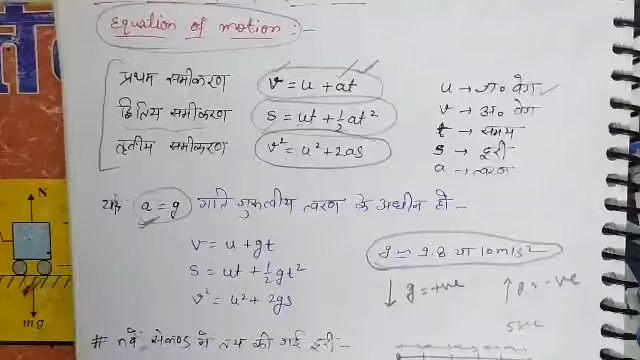 Equation of motion :-
प्रथम समीकरण v = u + at
द्वितिय समीकरण s = ut + 1/2 at²
तृतीय समीकरण v² = u² + 2as
u → प्रा० वेग
v → अ० वेग
t → समय
s → दूरी
a → त्वरण
यदि a = g गति गुरुत्वीय त्वरण के अधीन हो -
v = u + gt
s = ut + 1/2 gt²
v² = u² + 2gs
g = 9.8 या 10 m/s²
↓ g = +ve
↑ g = -ve
# nवें सेकण्ड में तय की गई दूरी :-
N
mg